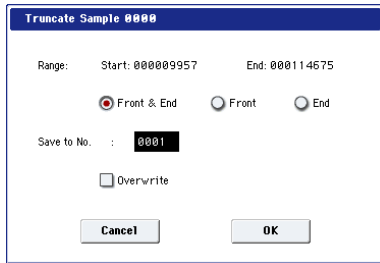 Truncate Sample 0000
Range: Start: 000009957 End: 000114675
Front & End Front End
Save to No. : 0001
Overwrite
Cancel OK